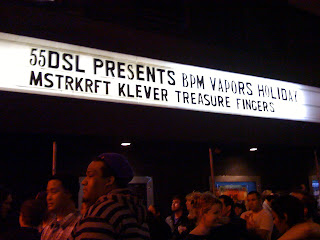 55DSL PRESENTS BPM VAPORS HOLIDAY
MSTRKRFT KLEVER TREASURE FINGERS